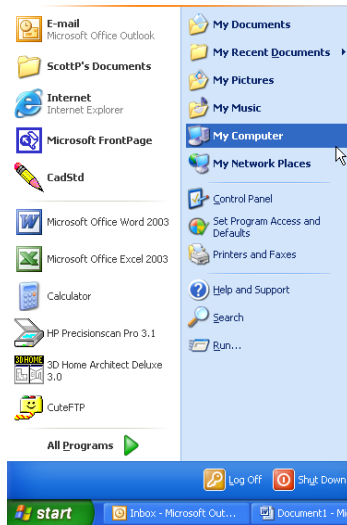 E-mail
Microsoft Office Outlook
ScottP's Documents
Internet
Internet Explorer
Microsoft FrontPage
CadStd
Microsoft Office Word 2003
Microsoft Office Excel 2003
Calculator
HP Precisionscan Pro 3.1
3D HOME
3D Home Architect Deluxe
3.0
CuteFTP
All Programs
My Documents
My Recent Documents
My Pictures
My Music
My Computer
My Network Places
Control Panel
Set Program Access and
Defaults
Printers and Faxes
Help and Support
Search
Run...
Log Off
Shut Down
start
Inbox - Microsoft Out...
Document1 - Mi